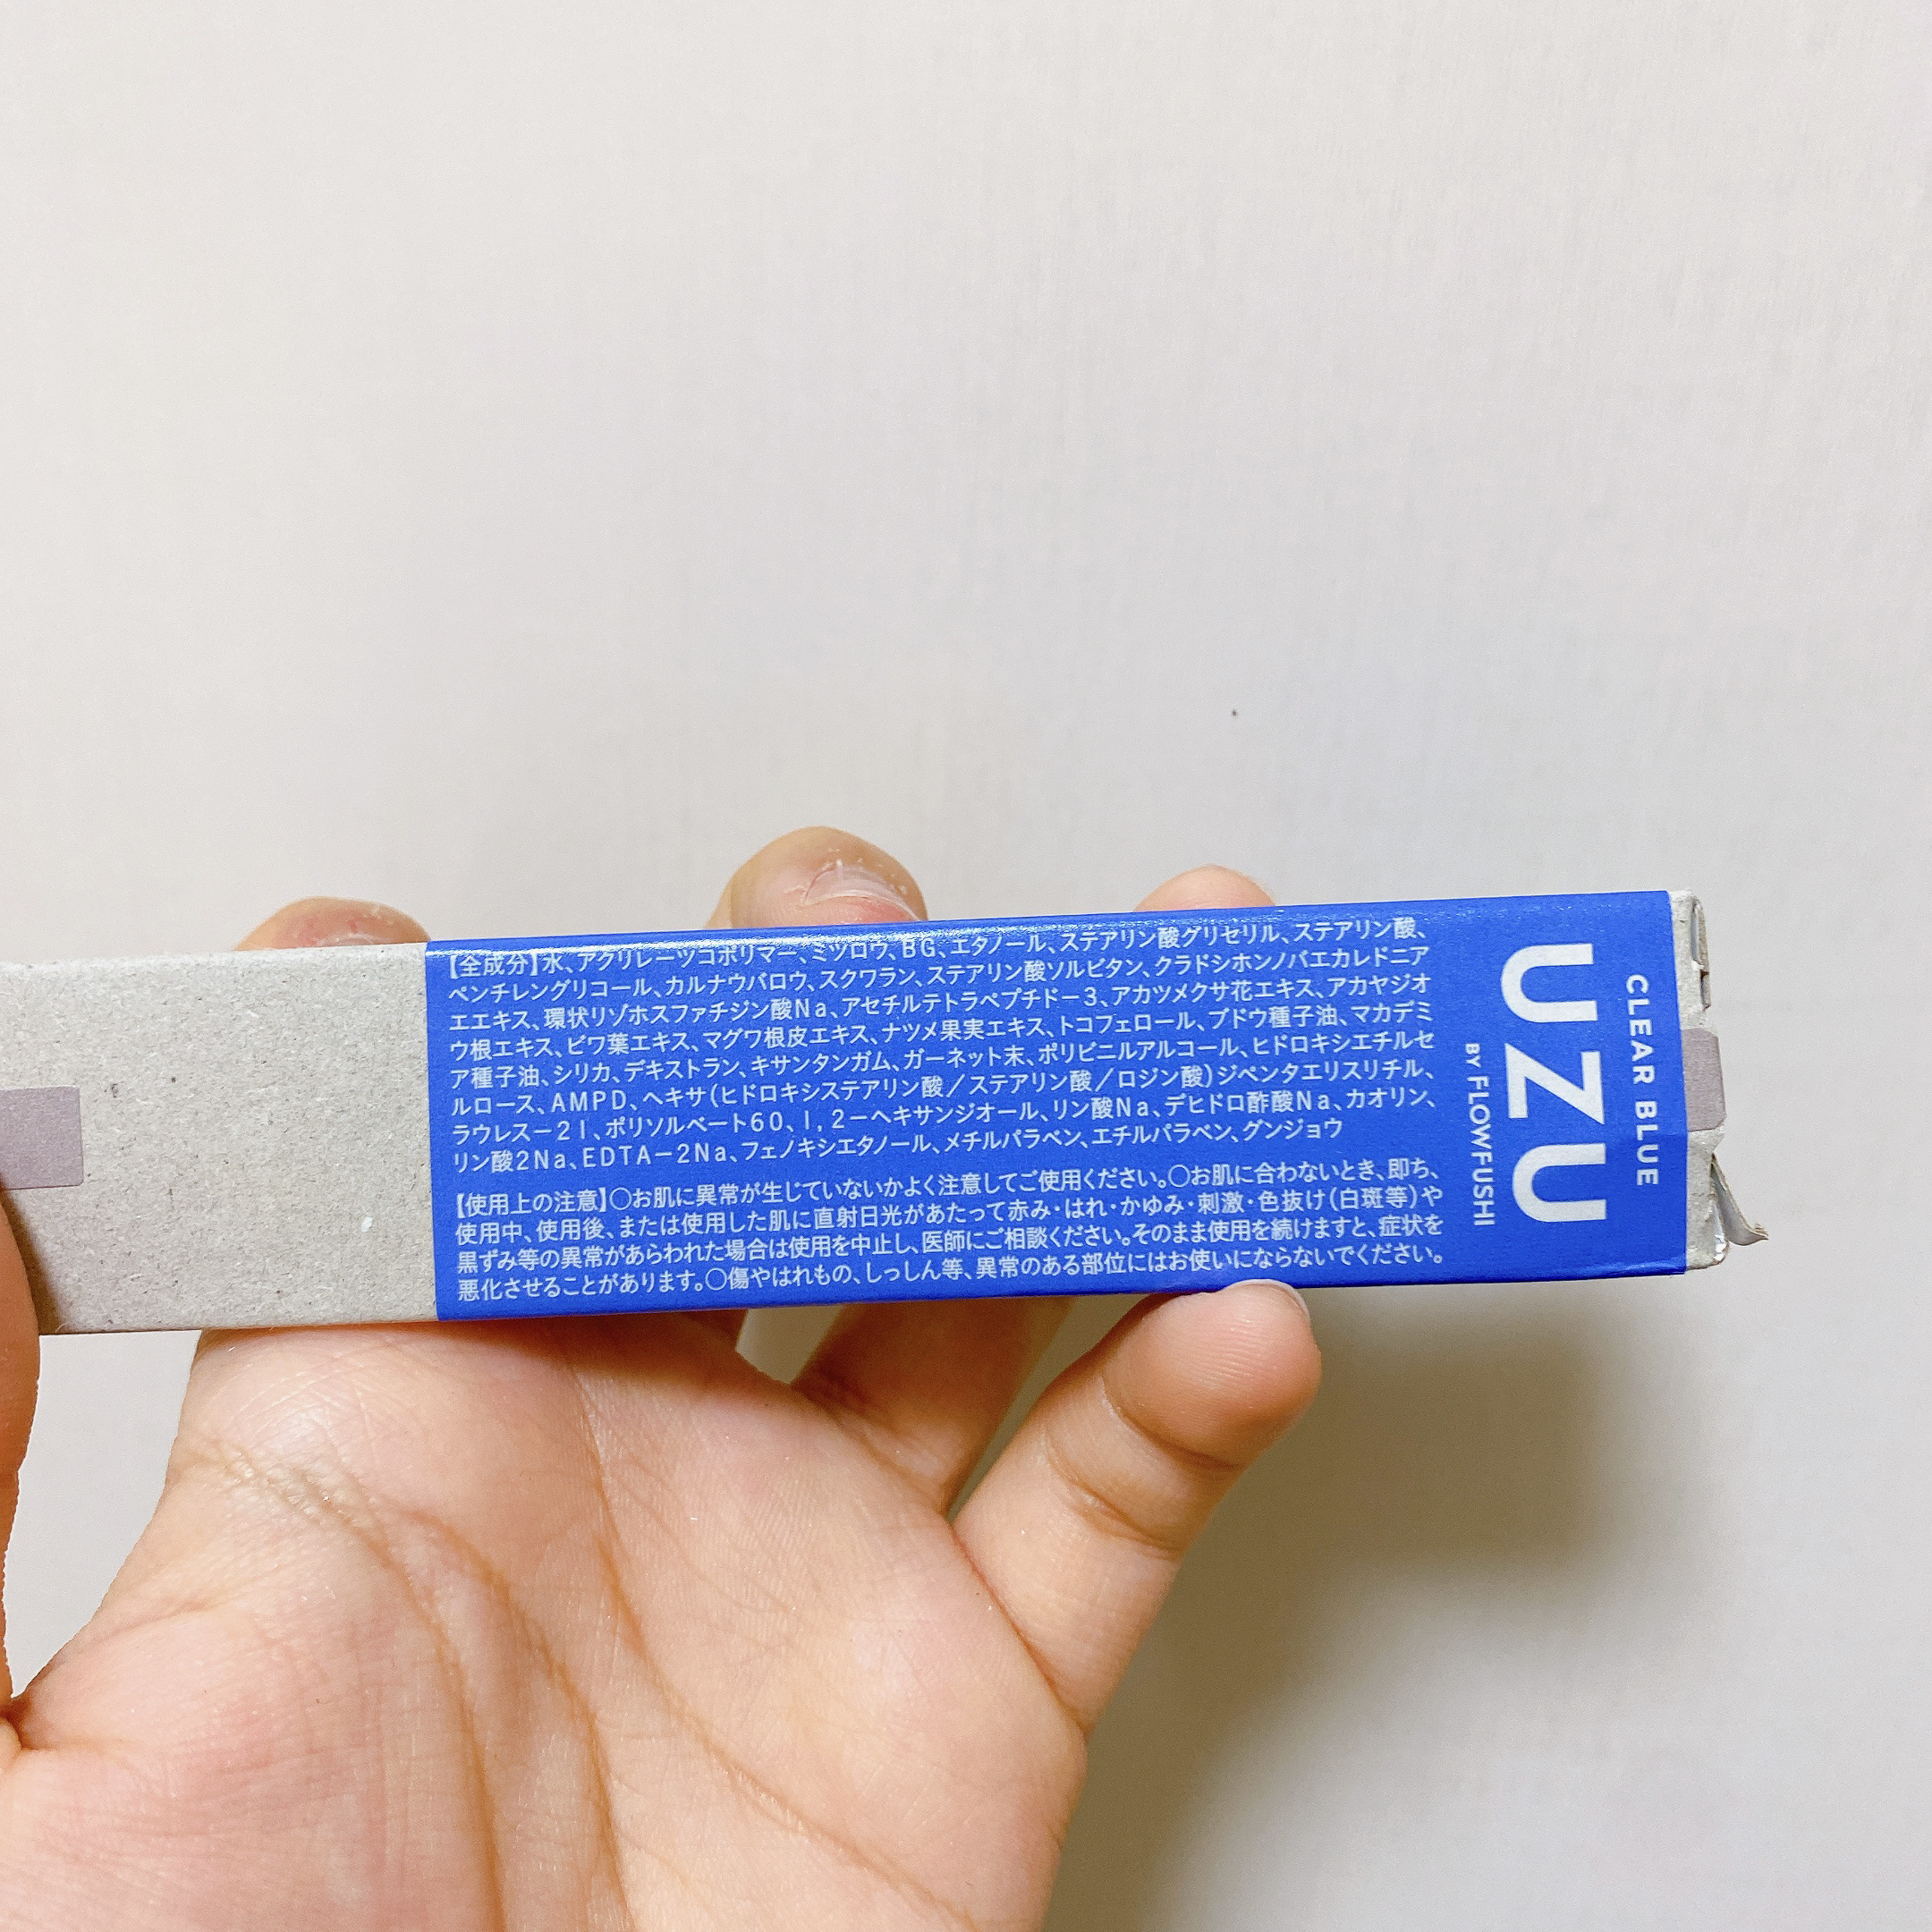 【全成分】水、アクリレーツコポリマー、ミツロウ、BG、エタノール、ステアリン酸グリセリル、ステアリン酸、
ペンチレングリコール、カルナウバロウ、スクワラン、ステアリン酸ソルビタン、クラドシホンノバエカレドニア
エエキス、環状リゾホスファチジン酸Na、アセチルテトラペプチド－3、アカツメクサ花エキス、アカヤジオ
ウ根エキス、ビワ葉エキス、マグワ根皮エキス、ナツメ果実エキス、トコフェロール、ブドウ種子油、マカデミ
ア種子油、シリカ、デキストラン、キサンタンガム、ガーネット末、ポリビニルアルコール、ヒドロキシエチルセ
ルロース、AMPD、ヘキサ（ヒドロキシステアリン酸／ステアリン酸／ロジン酸）ジペンタエリスリチル、
ラウレス－21、ポリソルベート60、1，2－ヘキサンジオール、リン酸Na、デヒドロ酢酸Na、カオリン、
リン酸2Na、EDTA－2Na、フェノキシエタノール、メチルパラベン、エチルパラベン、グンジョウ
【使用上の注意】○お肌に異常が生じていないかよく注意してご使用ください。○お肌に合わないとき、即ち、
使用中、使用後、または使用した肌に直射日光があたって赤み・はれ・かゆみ・刺激・色抜け（白斑等）や
黒ずみ等の異常があらわれた場合は使用を中止し、医師にご相談ください。そのまま使用を続けますと、症状を
悪化させることがあります。○傷やはれもの、しっしん等、異常のある部位にはお使いにならないでください。
CLEAR BLUE
UZU
BY FLOWFUSHI